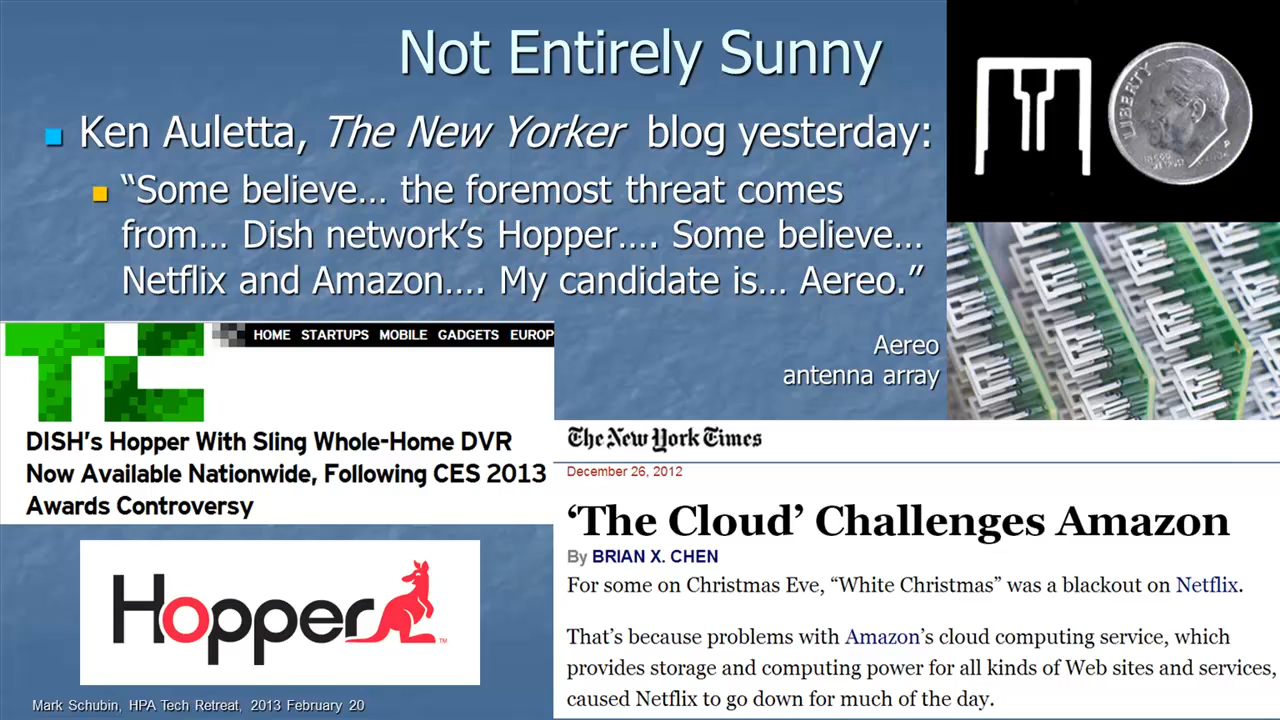 Not Entirely Sunny
Ken Auletta, The New Yorker blog yesterday:
“Some believe… the foremost threat comes
from… Dish network’s Hopper…. Some believe…
Netflix and Amazon…. My candidate is… Aereo.”
LIBERTY
Aereo
antenna array
TC
HOME STARTUPS MOBILE GADGETS EUROP
DISH’s Hopper With Sling Whole-Home DVR
Now Available Nationwide, Following CES 2013
Awards Controversy
Hopper™
The New York Times
December 26, 2012
‘The Cloud’ Challenges Amazon
By BRIAN X. CHEN
For some on Christmas Eve, “White Christmas” was a blackout on Netflix.
That’s because problems with Amazon’s cloud computing service, which
provides storage and computing power for all kinds of Web sites and services,
caused Netflix to go down for much of the day.
Mark Schubin, HPA Tech Retreat, 2013 February 20